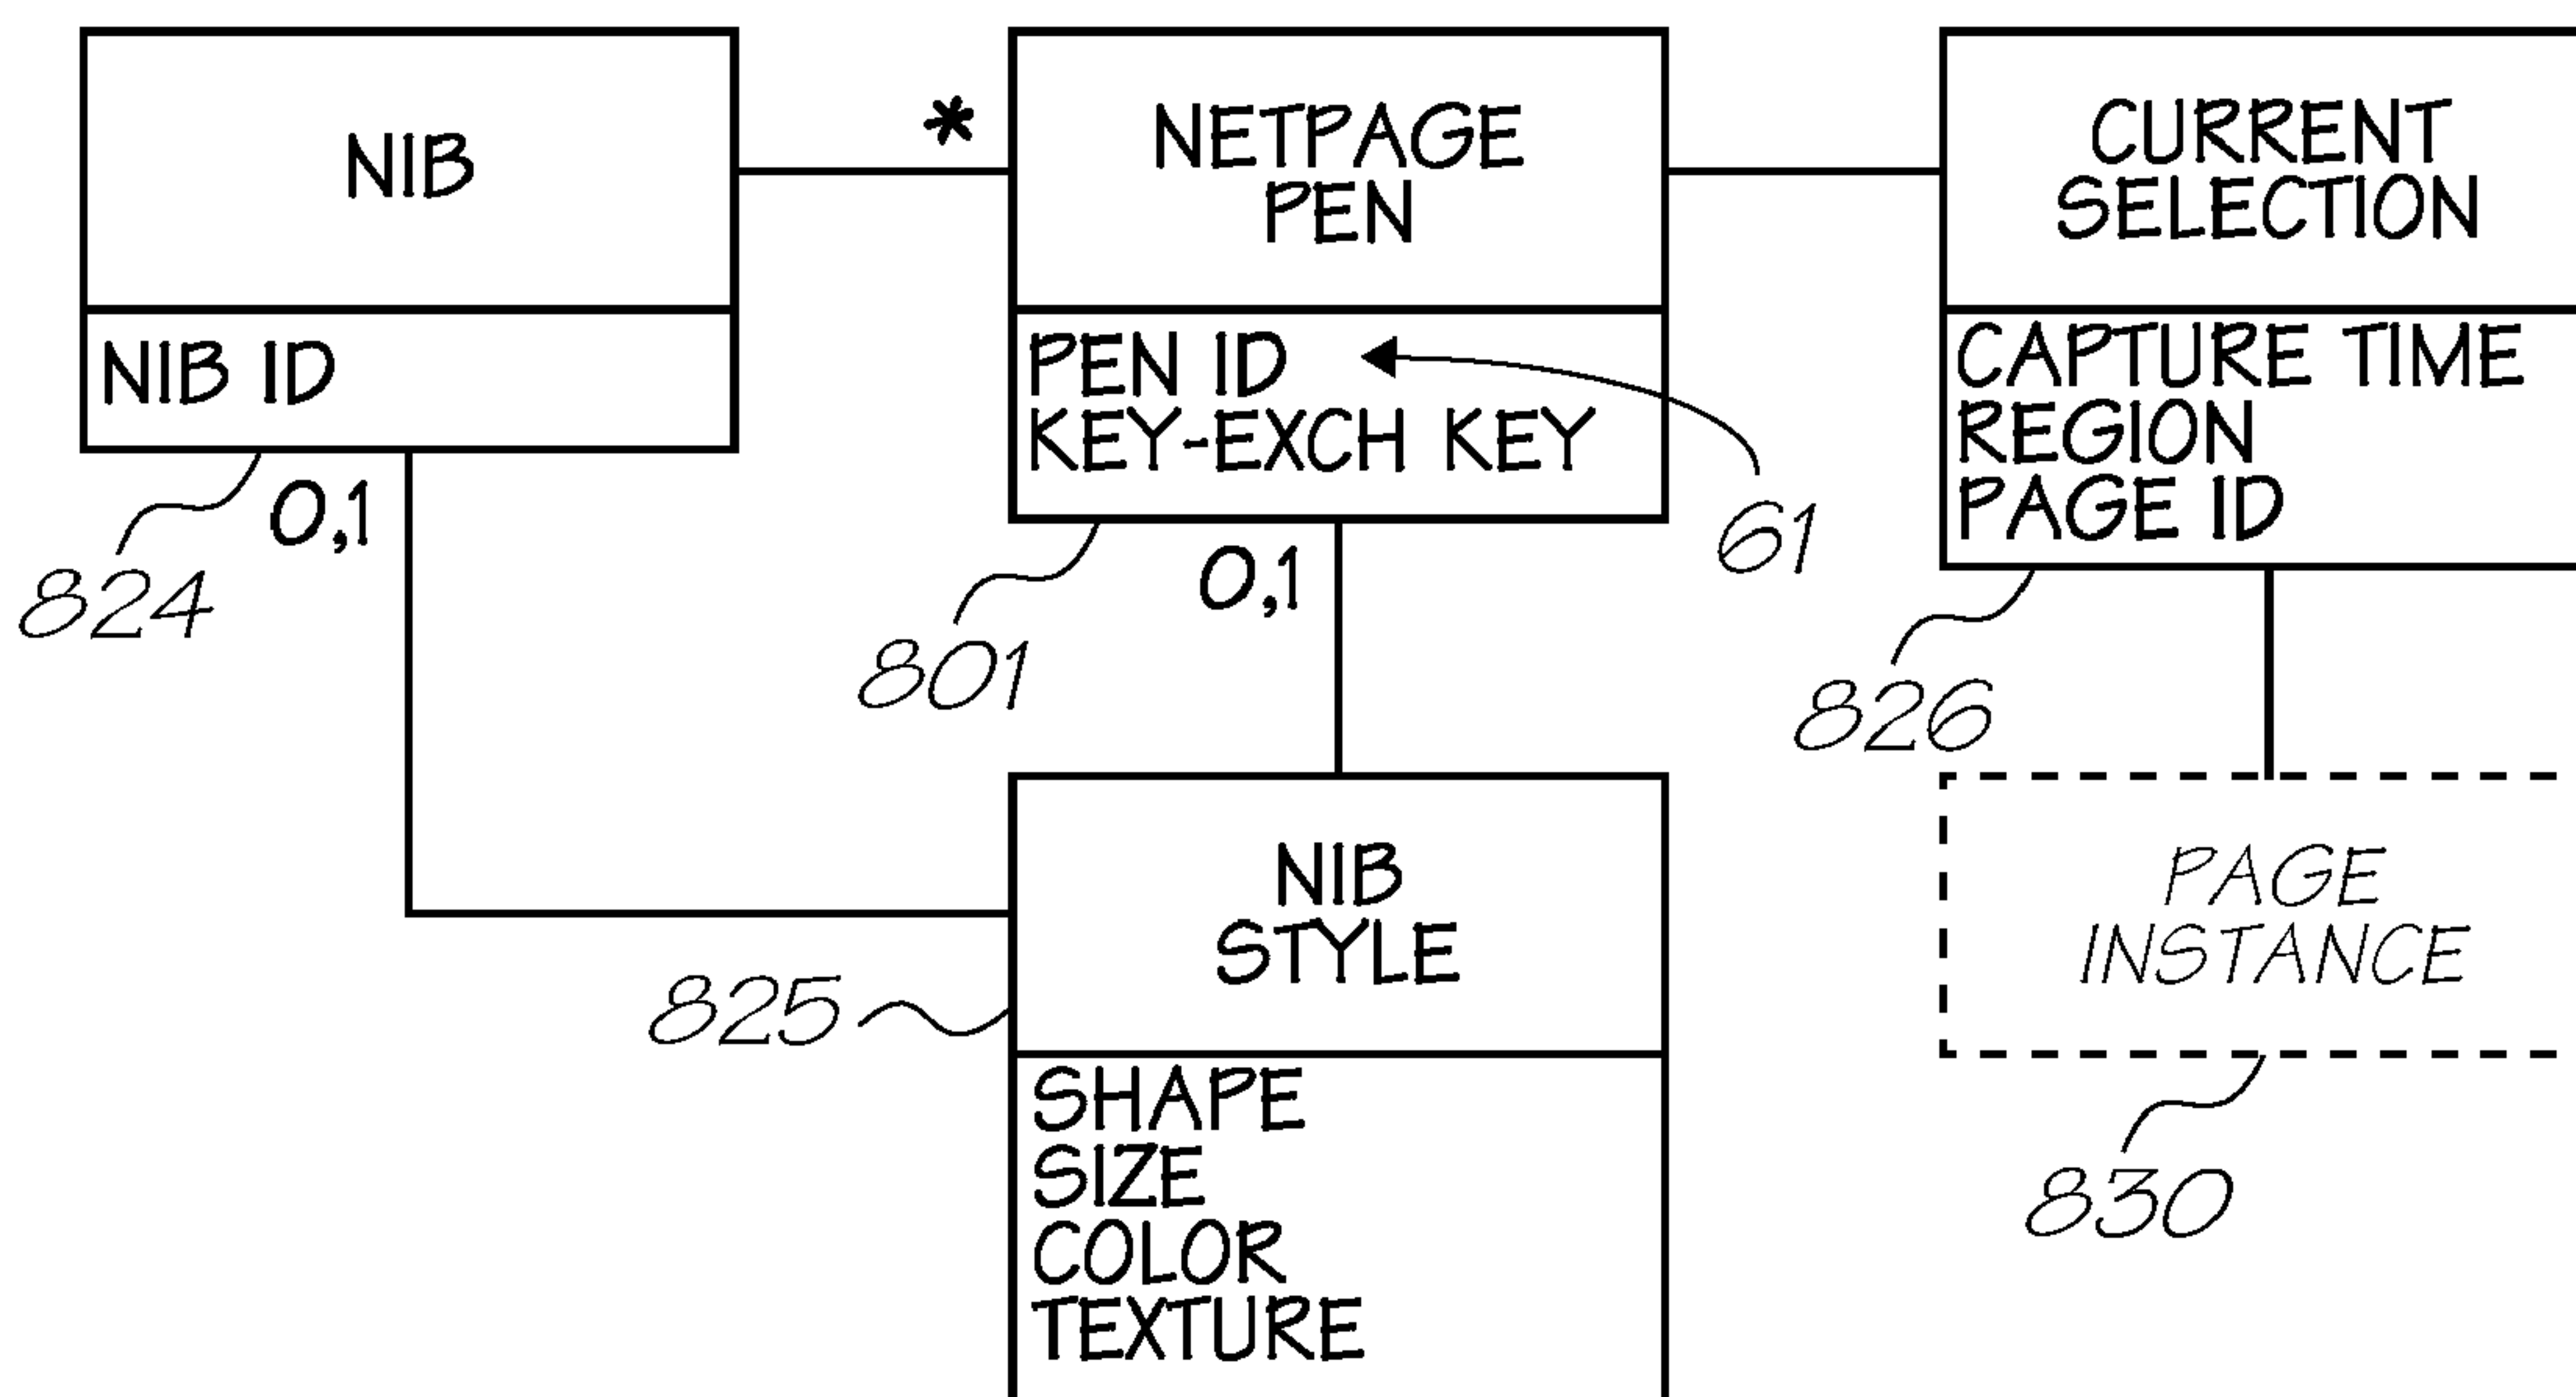 NIB
*
NETPAGE
PEN
CURRENT
SELECTION
NIB ID
PEN ID
KEY-EXCH KEY
CAPTURE TIME
REGION
PAGE ID
824
0,1
801
0,1
61
826
NIB
STYLE
PAGE
INSTANCE
825
SHAPE
SIZE
COLOR
TEXTURE
830